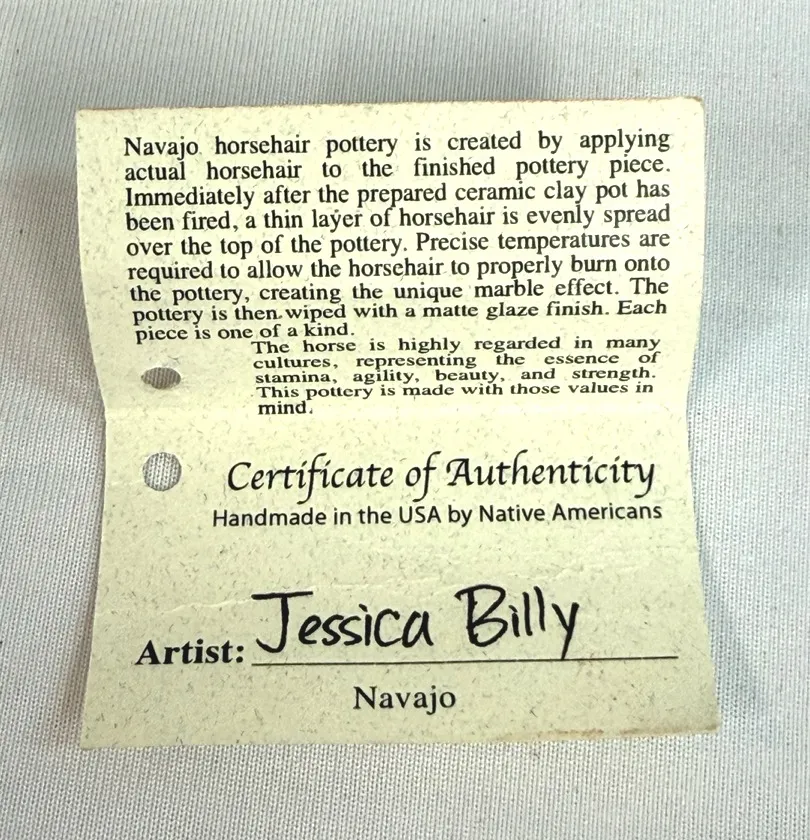 Navajo horsehair pottery is created by applying
actual horsehair to the finished pottery piece.
Immediately after the prepared ceramic clay pot has
been fired, a thin layer of horsehair is evenly spread
over the top of the pottery. Precise temperatures are
required to allow the horsehair to properly burn onto
the pottery, creating the unique marble effect. The
pottery is then wiped with a matte glaze finish. Each
piece is one of a kind.
The horse is highly regarded in many
cultures, representing the essence of
stamina, agility, beauty, and strength.
This pottery is made with those values in
mind.
Certificate of Authenticity
Handmade in the USA by Native Americans
Artist: Jessica Billy
Navajo